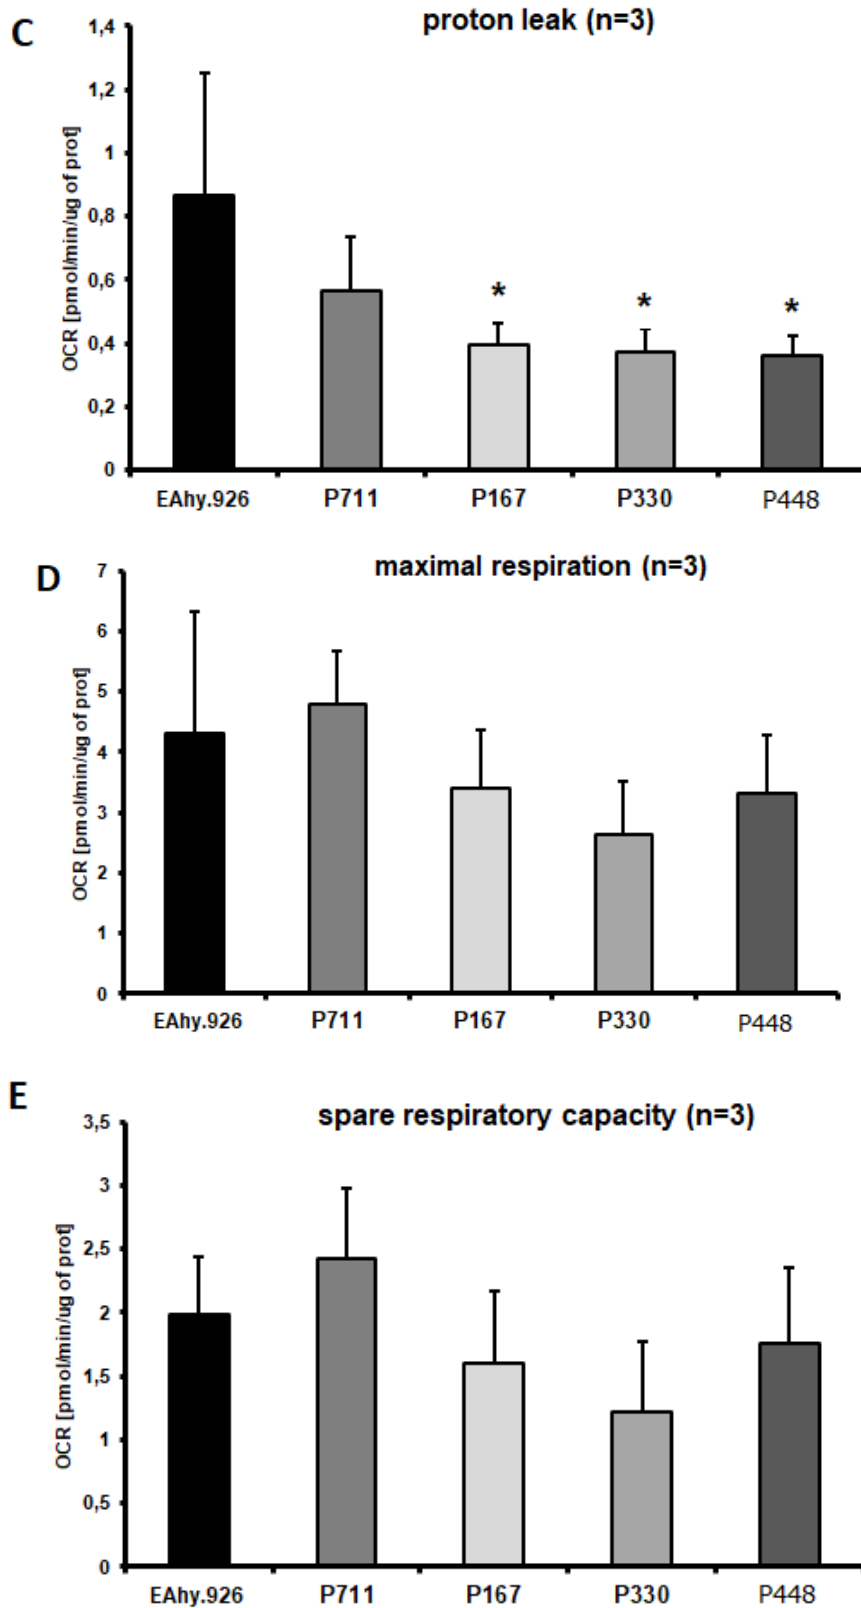 C
proton leak (n=3)
OCR [pmol/min/ug of prot]
1,4
1,2
1
0,8
0,6
0,4
0,2
0
* * *
EAhy.926 P711 P167 P330 P448
D
maximal respiration (n=3)
OCR [pmol/min/ug of prot]
7
6
5
4
3
2
1
0
EAhy.926 P711 P167 P330 P448
E
spare respiratory capacity (n=3)
OCR [pmol/min/ug of prot]
3,5
3
2,5
2
1,5
1
0,5
0
EAhy.926 P711 P167 P330 P448